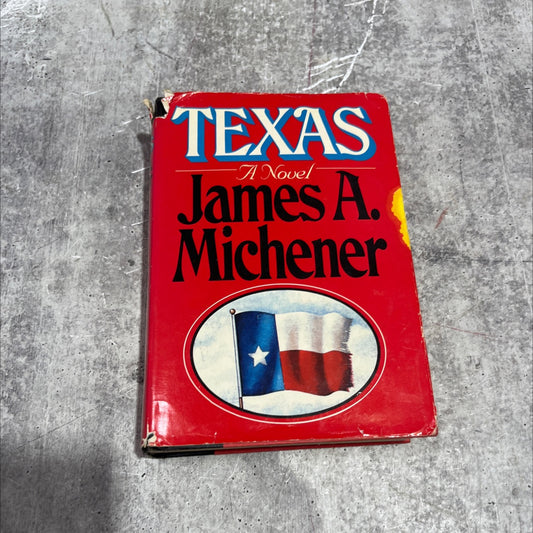 TEXAS
A Novel
James A.
Michener